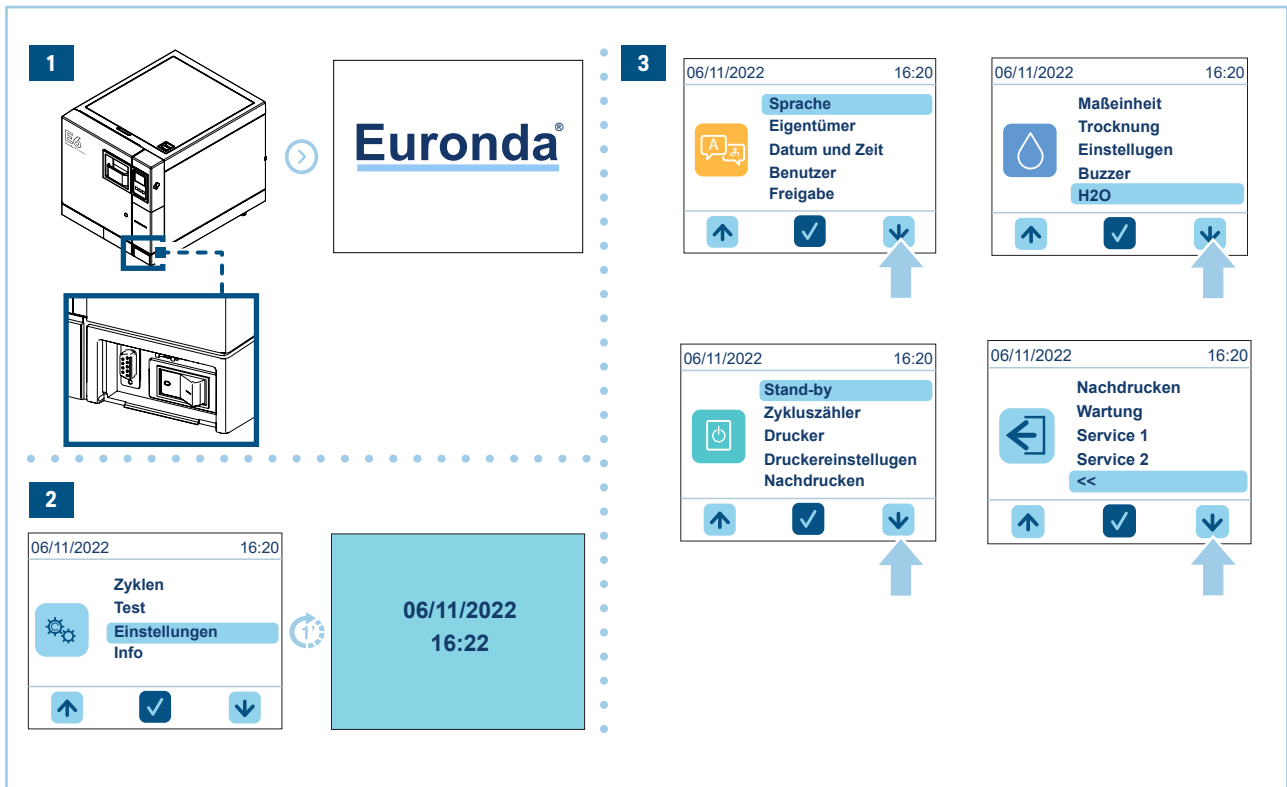 1
E6
Euronda®
2
06/11/2022 16:20
Zyklen
Test
Einstellungen
Info
1'
06/11/2022
16:22
3
06/11/2022 16:20
Sprache
Eigentümer
Datum und Zeit
Benutzer
Freigabe
06/11/2022 16:20
Maßeinheit
Trocknung
Einstellugen
Buzzer
H2O
06/11/2022 16:20
Stand-by
Zykluszähler
Drucker
Druckereinstellugen
Nachdrucken
06/11/2022 16:20
Nachdrucken
Wartung
Service 1
Service 2
<<